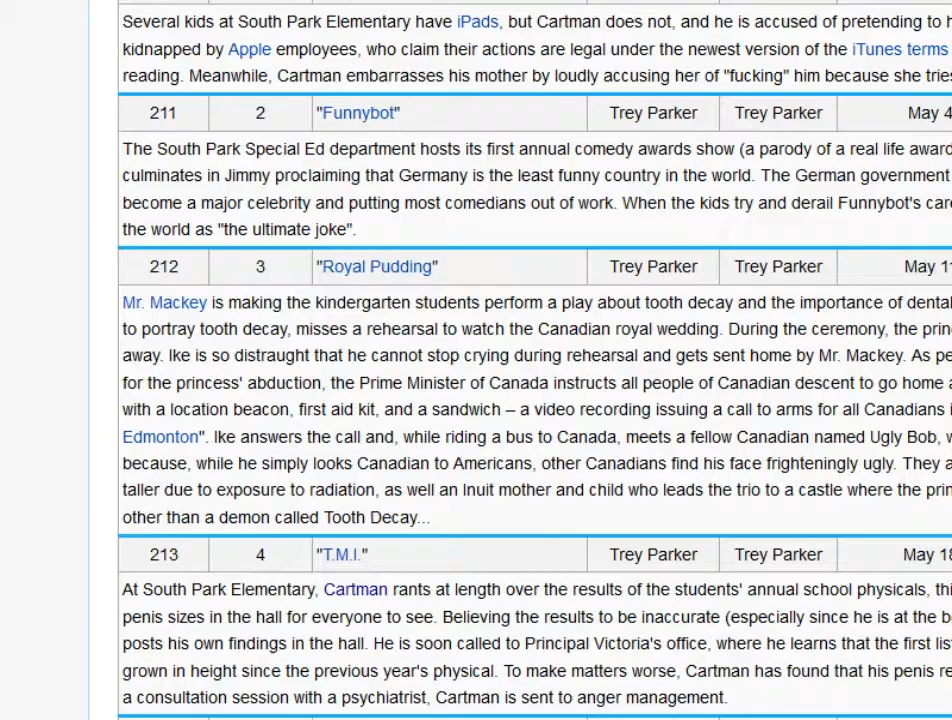 Several kids at South Park Elementary have iPads, but Cartman does not, and he is accused of pretending to
kidnapped by Apple employees, who claim their actions are legal under the newest version of the iTunes terms
reading. Meanwhile, Cartman embarrasses his mother by loudly accusing her of "fucking" him because she
211 2 "Funnybot" Trey Parker Trey Parker May 4
The South Park Special Ed department hosts its first annual comedy awards show (a parody of a real life
culminates in Jimmy proclaiming that Germany is the least funny country in the world. The German government
become a major celebrity and putting most comedians out of work. When the kids try and derail Funnybot's
the world as "the ultimate joke".
212 3 "Royal Pudding" Trey Parker Trey Parker May
Mr. Mackey is making the kindergarten students perform a play about tooth decay and the importance of
to portray tooth decay, misses a rehearsal to watch the Canadian royal wedding. During the ceremony, the
away. Ike is so distraught that he cannot stop crying during rehearsal and gets sent home by Mr. Mackey. As
for the princess' abduction, the Prime Minister of Canada instructs all people of Canadian descent to go home
with a location beacon, first aid kit, and a sandwich – a video recording issuing a call to arms for all Canadians
Edmonton". Ike answers the call and, while riding a bus to Canada, meets a fellow Canadian named Ugly Bob,
because, while he simply looks Canadian to Americans, other Canadians find his face frighteningly ugly. They
taller due to exposure to radiation, as well an Inuit mother and child who leads the trio to a castle where the
other than a demon called Tooth Decay...
213 4 "T.M.I." Trey Parker Trey Parker May
At South Park Elementary, Cartman rants at length over the results of the students' annual school physicals,
penis sizes in the hall for everyone to see. Believing the results to be inaccurate (especially since he is at the
posts his own findings in the hall. He is soon called to Principal Victoria's office, where he learns that the first
grown in height since the previous year's physical. To make matters worse, Cartman has found that his penis
a consultation session with a psychiatrist, Cartman is sent to anger management.